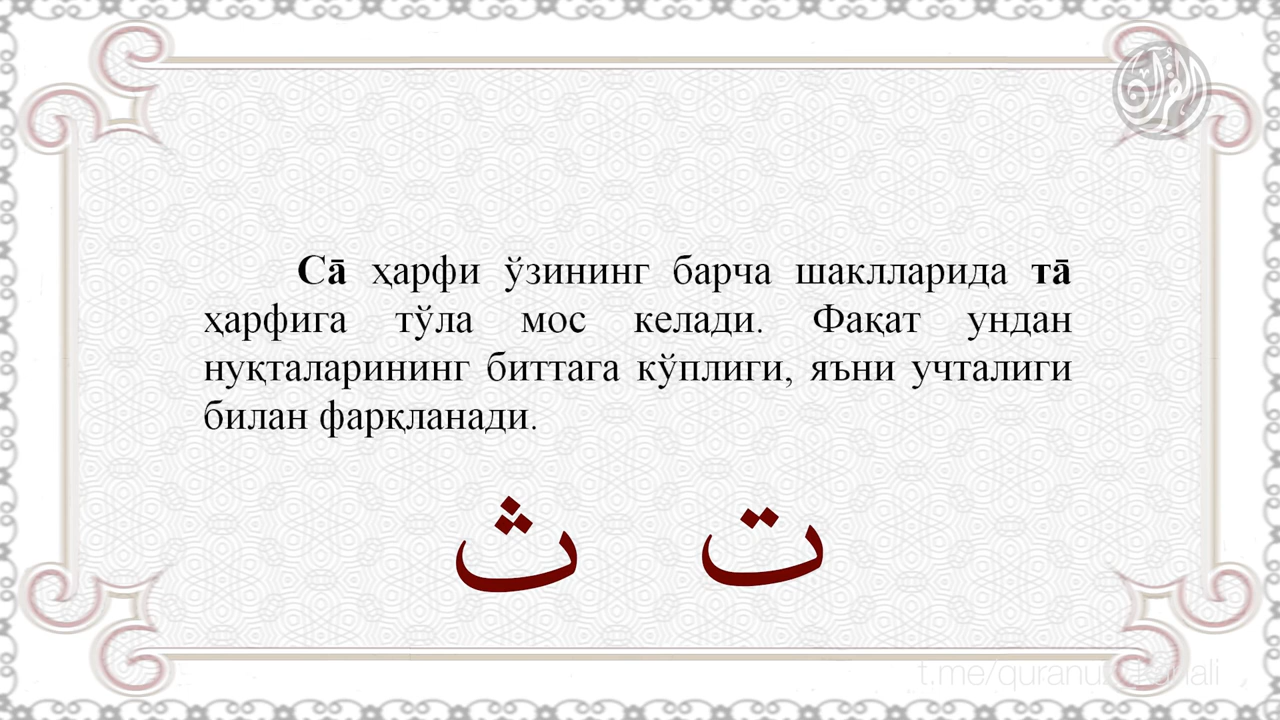 القرآن
Сā ҳарфи ўзининг барча шаклларида тā
ҳарфига тўла мос келади. Фақат ундан
нуқталарининг биттага кўплиги, яъни учталиги
билан фарқланади.
ث ت